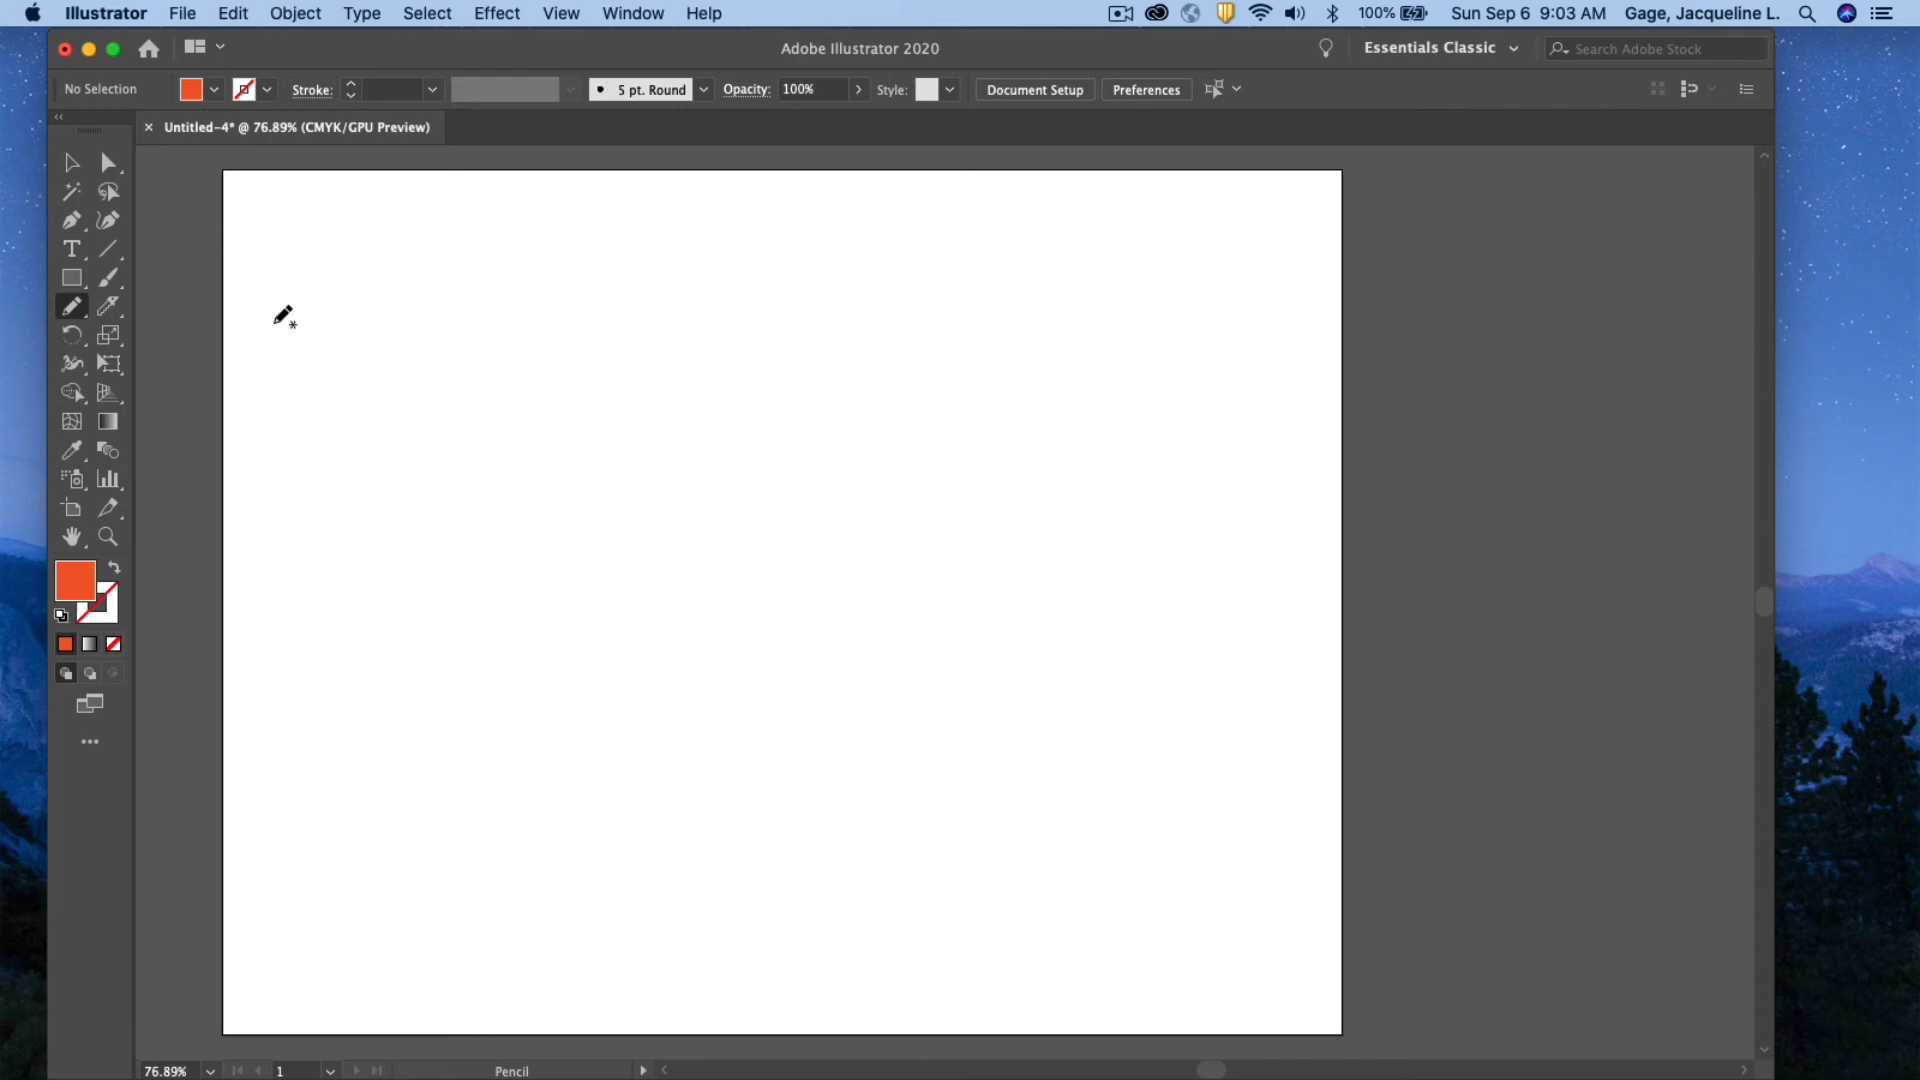 Illustrator File Edit Object Type Select Effect View Window Help 100% Sun Sep 6 9:03 AM Gage, Jacqueline L.
Adobe Illustrator 2020 Essentials Classic Search Adobe Stock
No Selection Stroke: 5 pt. Round Opacity: 100% Style: Document Setup Preferences
Untitled-4* @ 76.89% (CMYK/GPU Preview)
76.89% 1 Pencil